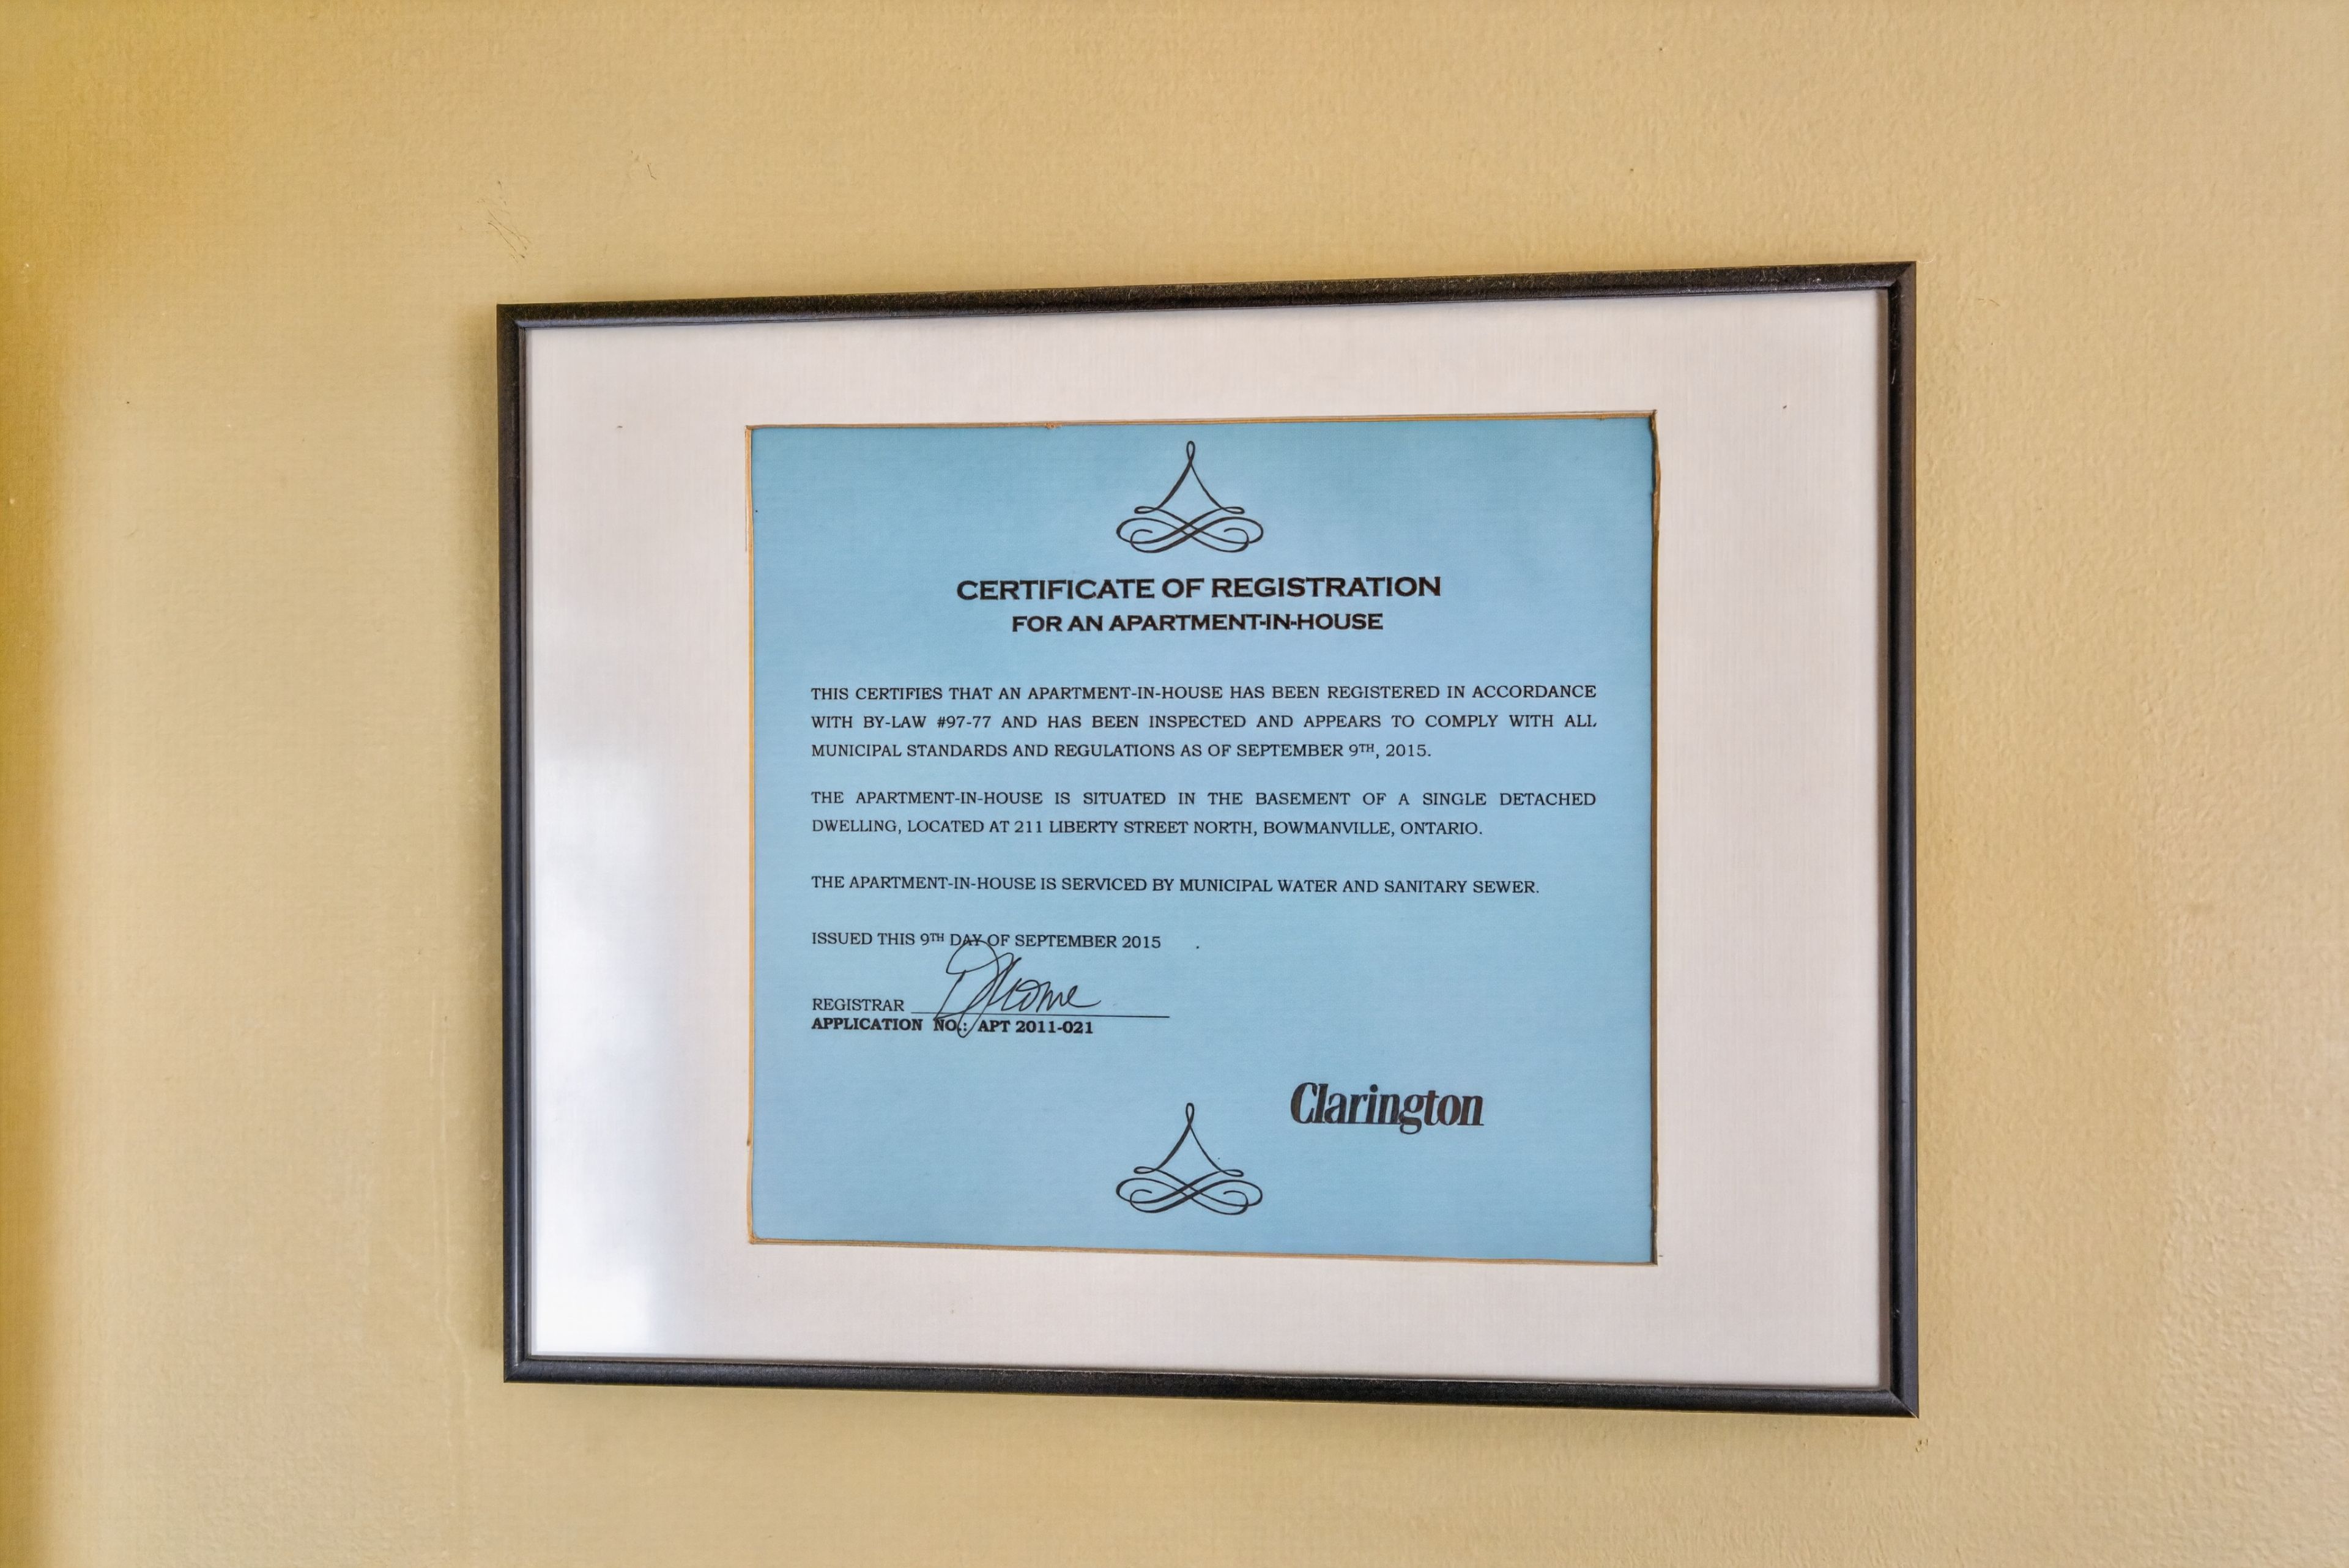 CERTIFICATE OF REGISTRATION
FOR AN APARTMENT-IN-HOUSE
THIS CERTIFIES THAT AN APARTMENT-IN-HOUSE HAS BEEN REGISTERED IN ACCORDANCE
WITH BY-LAW #97-77 AND HAS BEEN INSPECTED AND APPEARS TO COMPLY WITH ALL
MUNICIPAL STANDARDS AND REGULATIONS AS OF SEPTEMBER 9TH, 2015.
THE APARTMENT-IN-HOUSE IS SITUATED IN THE BASEMENT OF A SINGLE DETACHED
DWELLING, LOCATED AT 211 LIBERTY STREET NORTH, BOWMANVILLE, ONTARIO.
THE APARTMENT-IN-HOUSE IS SERVICED BY MUNICIPAL WATER AND SANITARY SEWER.
ISSUED THIS 9TH DAY OF SEPTEMBER 2015
REGISTRAR
APPLICATION NO.: APT 2011-021
Clarington